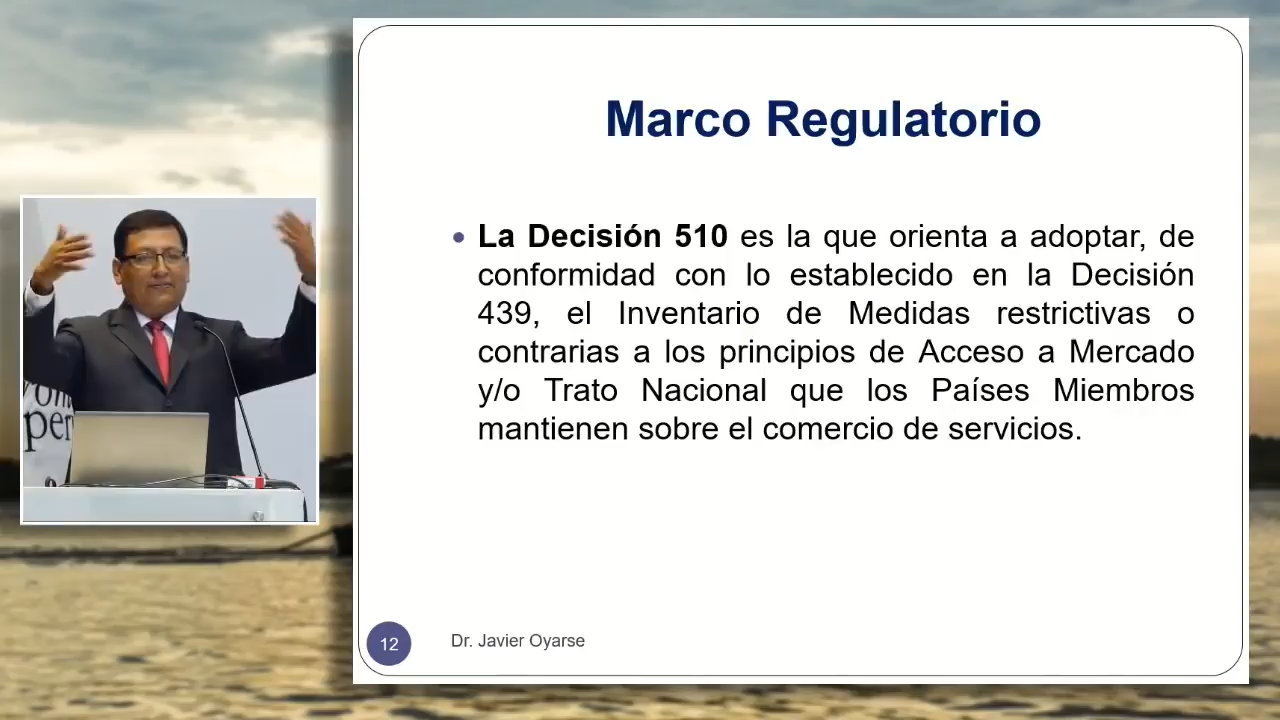 Marco Regulatorio
• La Decisión 510 es la que orienta a adoptar, de
conformidad con lo establecido en la Decisión
439, el Inventario de Medidas restrictivas o
contrarias a los principios de Acceso a Mercado
y/o Trato Nacional que los Países Miembros
mantienen sobre el comercio de servicios.
12
Dr. Javier Oyarse